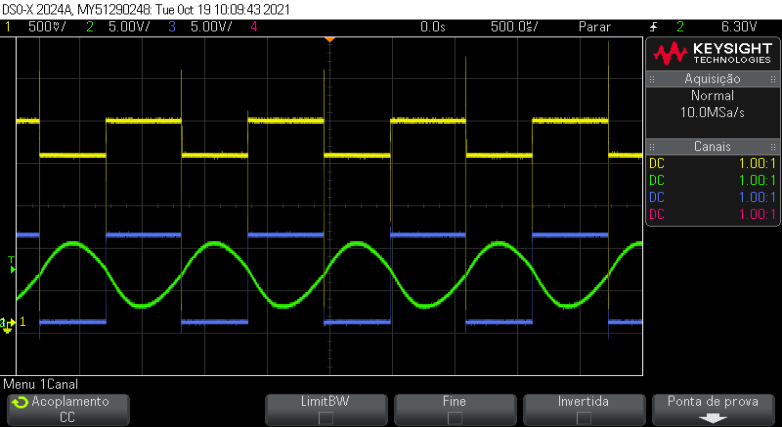 DSO-X 2024A, MY51290248: Tue Oct 19 10:09:43 2021
1 500mV/ 2 5.00V/ 3 5.00V/ 4 0.0s 500.0µs/ Parar 2 6.30V
KEYSIGHT
TECHNOLOGIES
Aquisição
Normal
10.0MSa/s
Canais
DC 1.00:1
DC 1.00:1
DC 1.00:1
DC 1.00:1
T
1
Menu 1Canal
Acoplamento
CC
LimitBW
Fine
Invertida
Ponta de prova